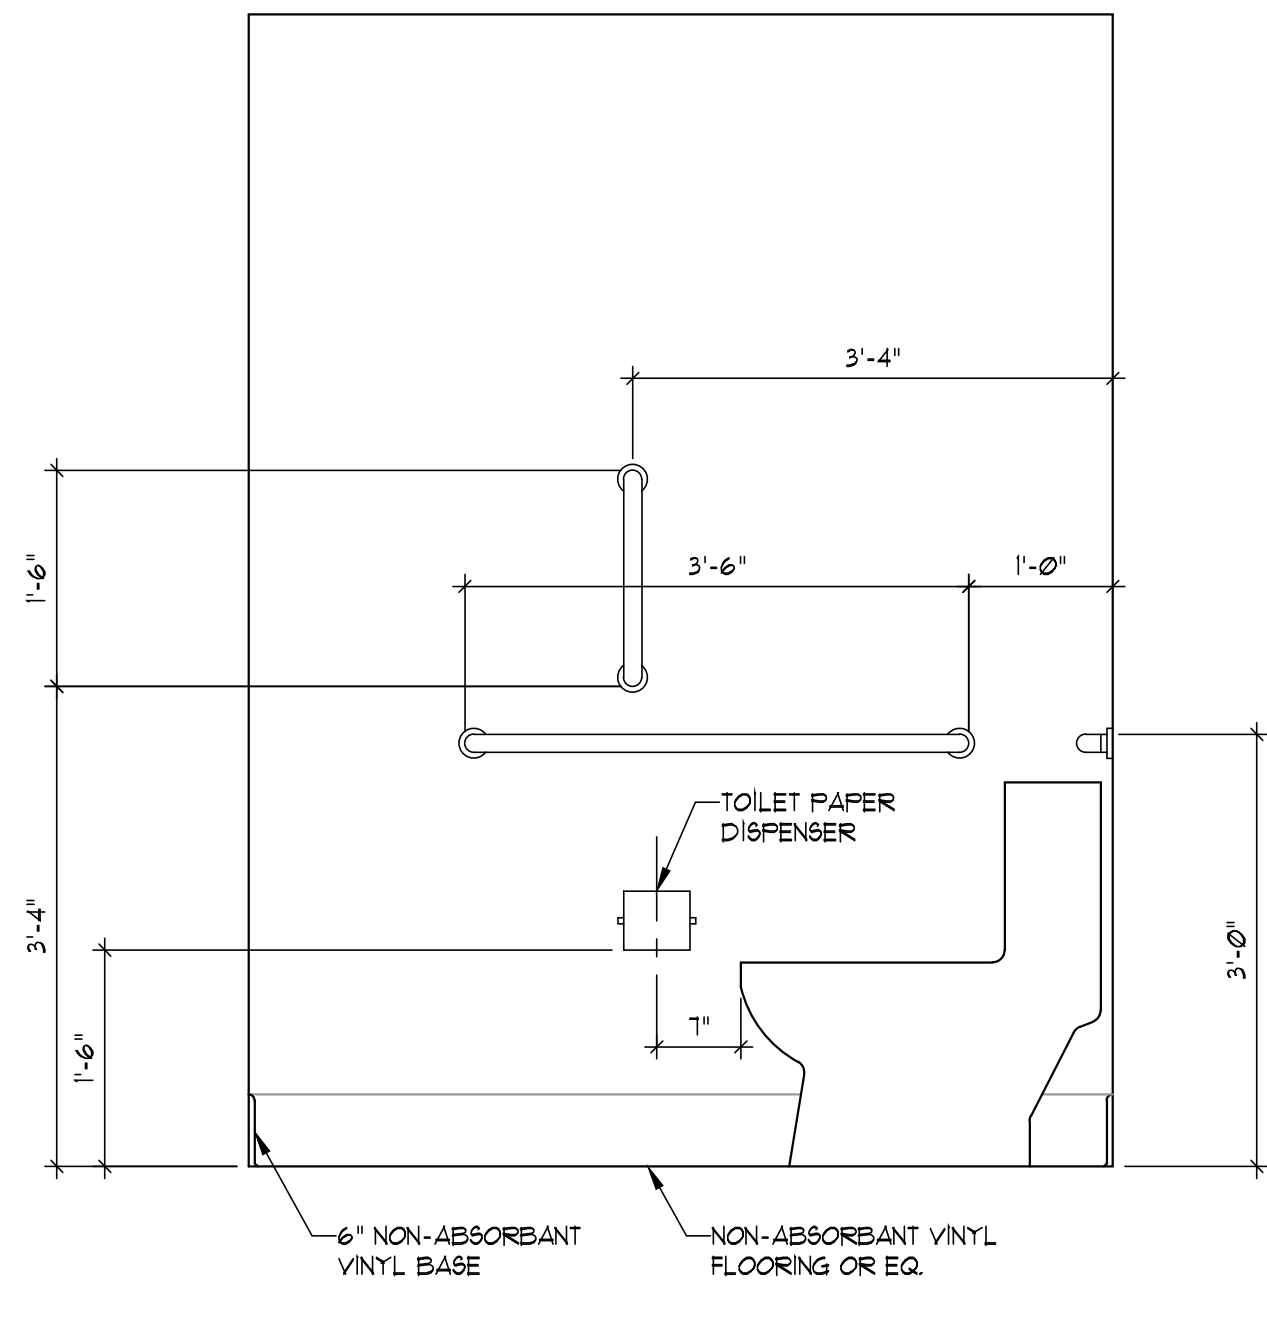 3'-4"
3'-6"
1'-0"
1'-6"
TOILET PAPER
DISPENSER
3'-4"
3'-0"
1'-6"
7"
6" NON-ABSORBANT
VINYL BASE
NON-ABSORBANT VINYL
FLOORING OR EQ.